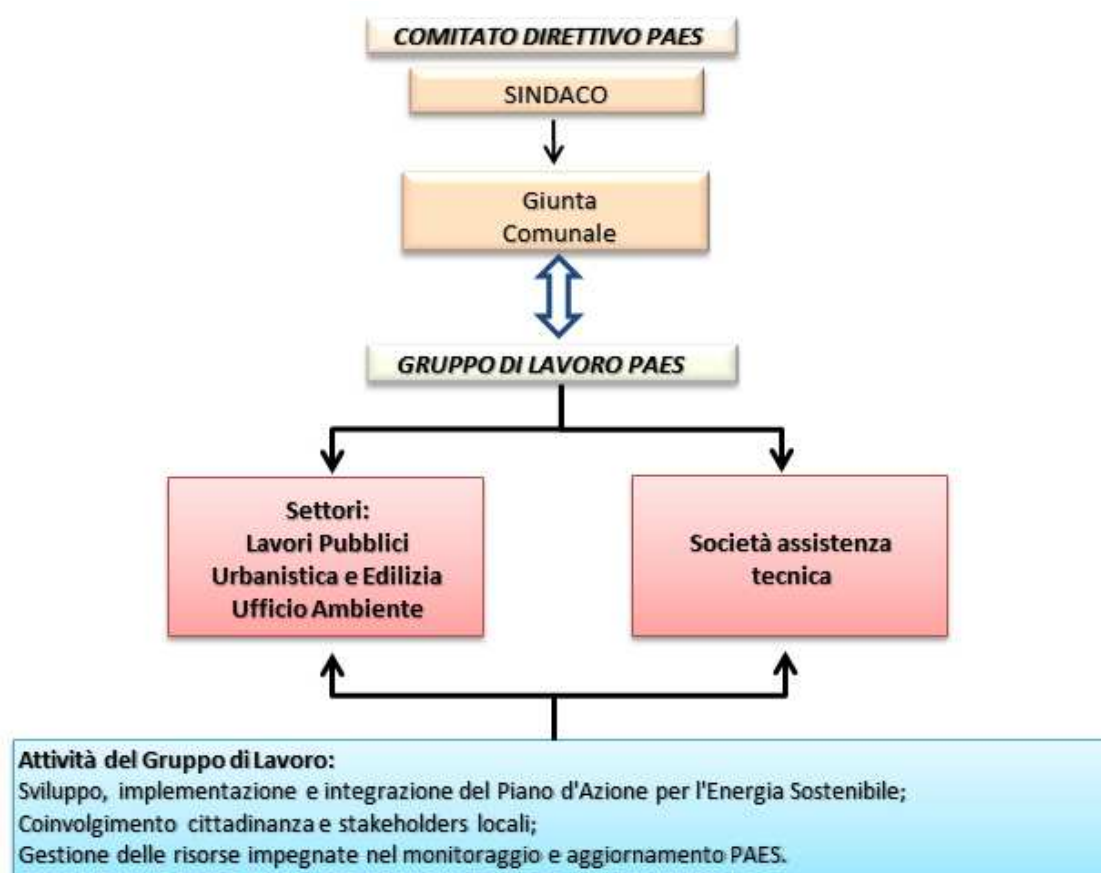 COMITATO DIRETTIVO PAES
SINDACO
Giunta
Comunale
GRUPPO DI LAVORO PAES
Settori:
Lavori Pubblici
Urbanistica e Edilizia
Ufficio Ambiente
Società assistenza
tecnica
Attività del Gruppo di Lavoro:
Sviluppo, implementazione e integrazione del Piano d'Azione per l'Energia Sostenibile;
Coinvolgimento cittadinanza e stakeholders locali;
Gestione delle risorse impegnate nel monitoraggio e aggiornamento PAES.